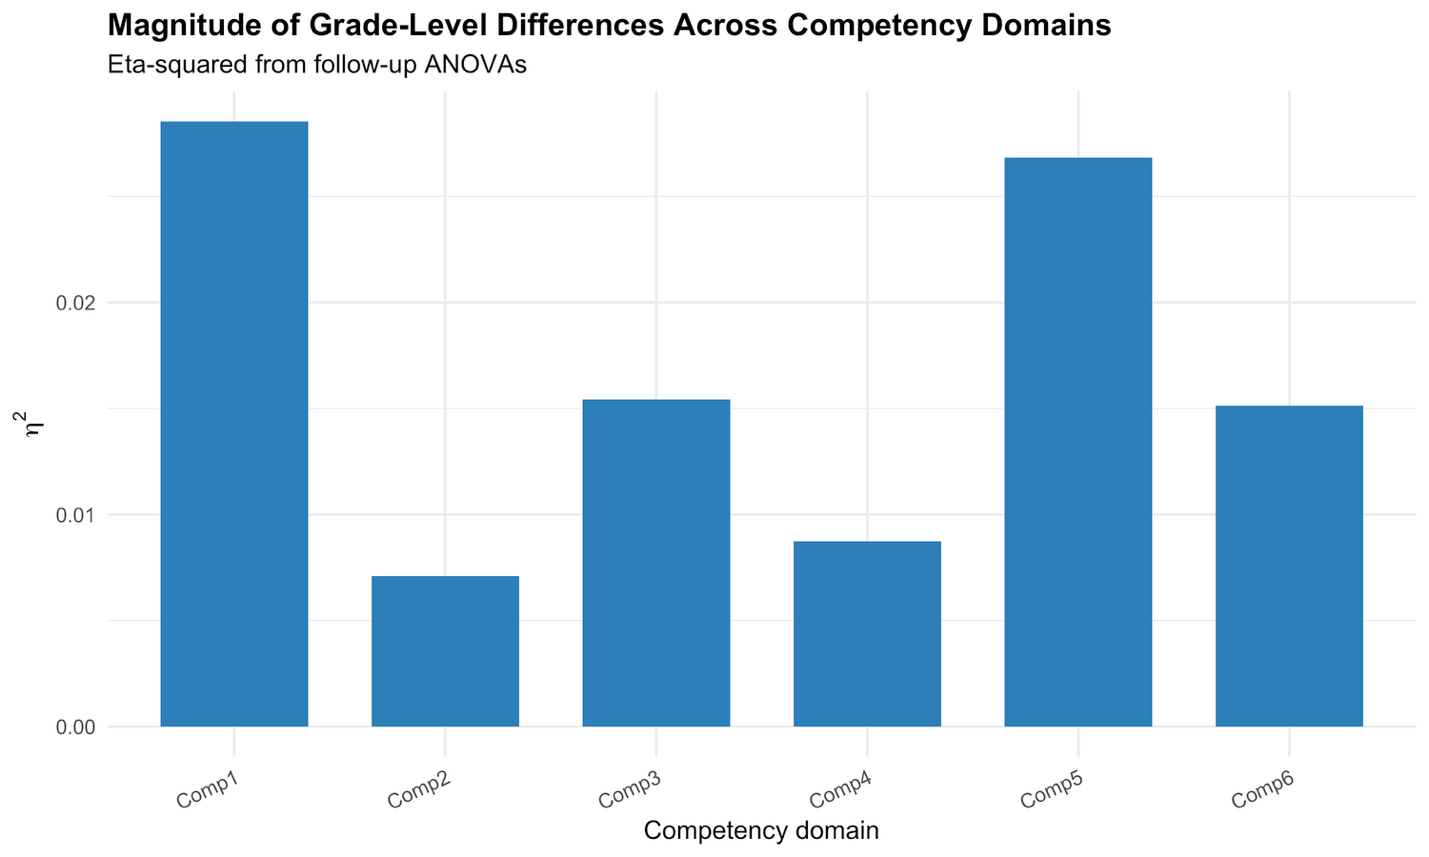 Magnitude of Grade-Level Differences Across Competency Domains
Eta-squared from follow-up ANOVAs
η²
0.02
0.01
0.00
Comp1
Comp2
Comp3
Comp4
Comp5
Comp6
Competency domain